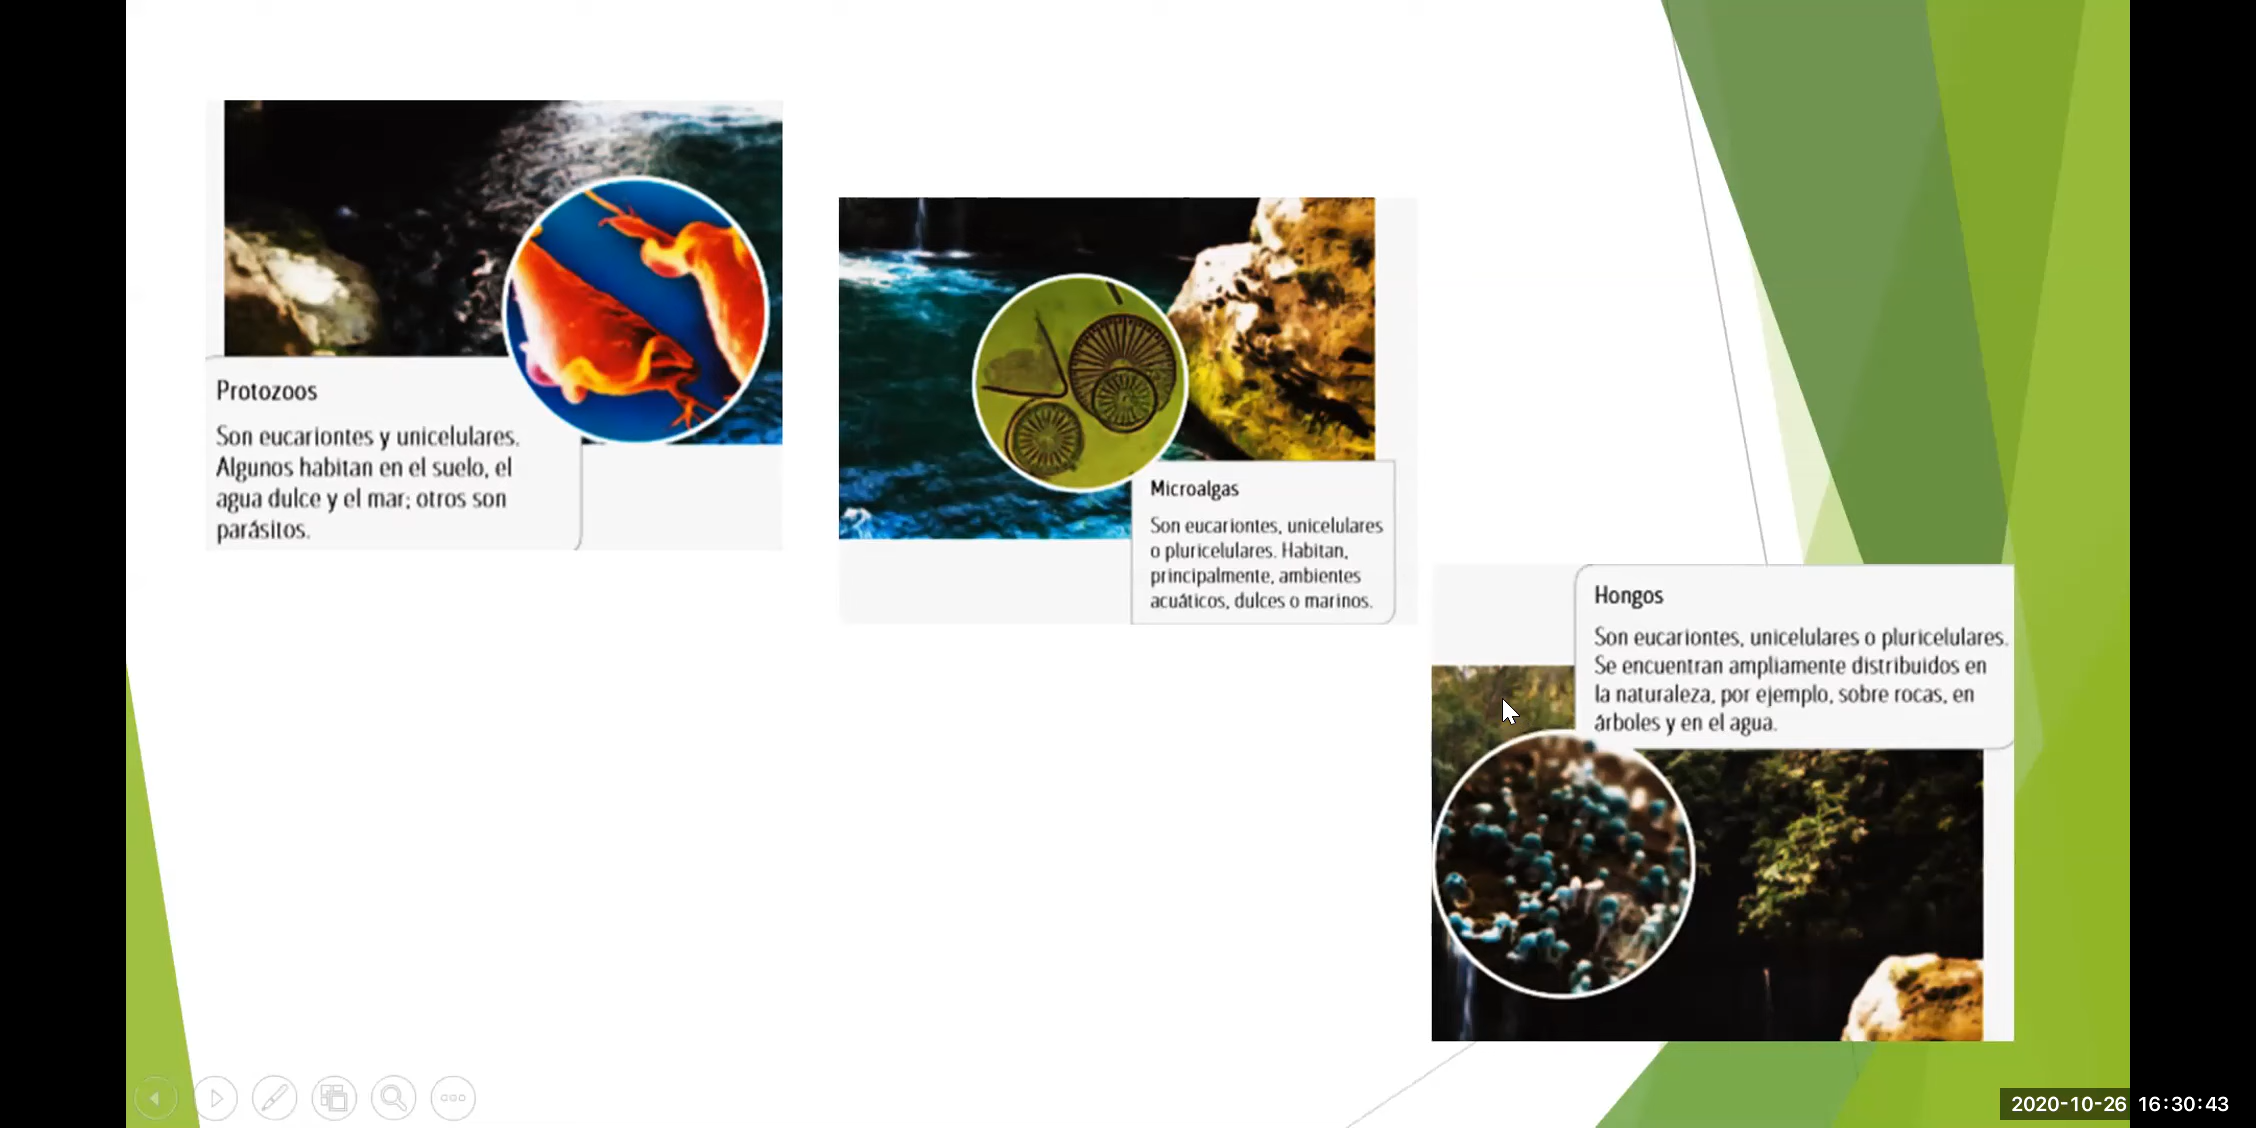 Protozoos
Son eucariontes y unicelulares.
Algunos habitan en el suelo, el
agua dulce y el mar; otros son
parásitos.
Microalgas
Son eucariontes, unicelulares
o pluricelulares. Habitan,
principalmente, ambientes
acuáticos, dulces o marinos.
Hongos
Son eucariontes, unicelulares o pluricelulares.
Se encuentran ampliamente distribuidos en
la naturaleza, por ejemplo, sobre rocas, en
árboles y en el agua.
2020-10-26 16:30:43